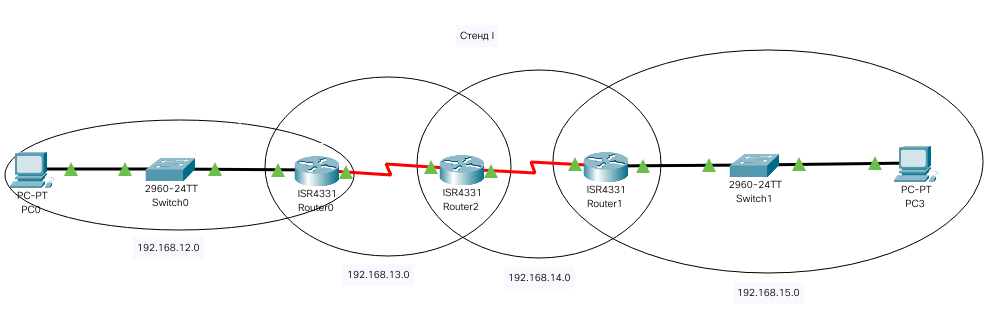 Стенд I
PC-PT
PC0
2960-24TT
Switch0
ISR4331
Router0
ISR4331
Router2
ISR4331
Router1
2960-24TT
Switch1
PC-PT
PC3
192.168.12.0
192.168.13.0
192.168.14.0
192.168.15.0